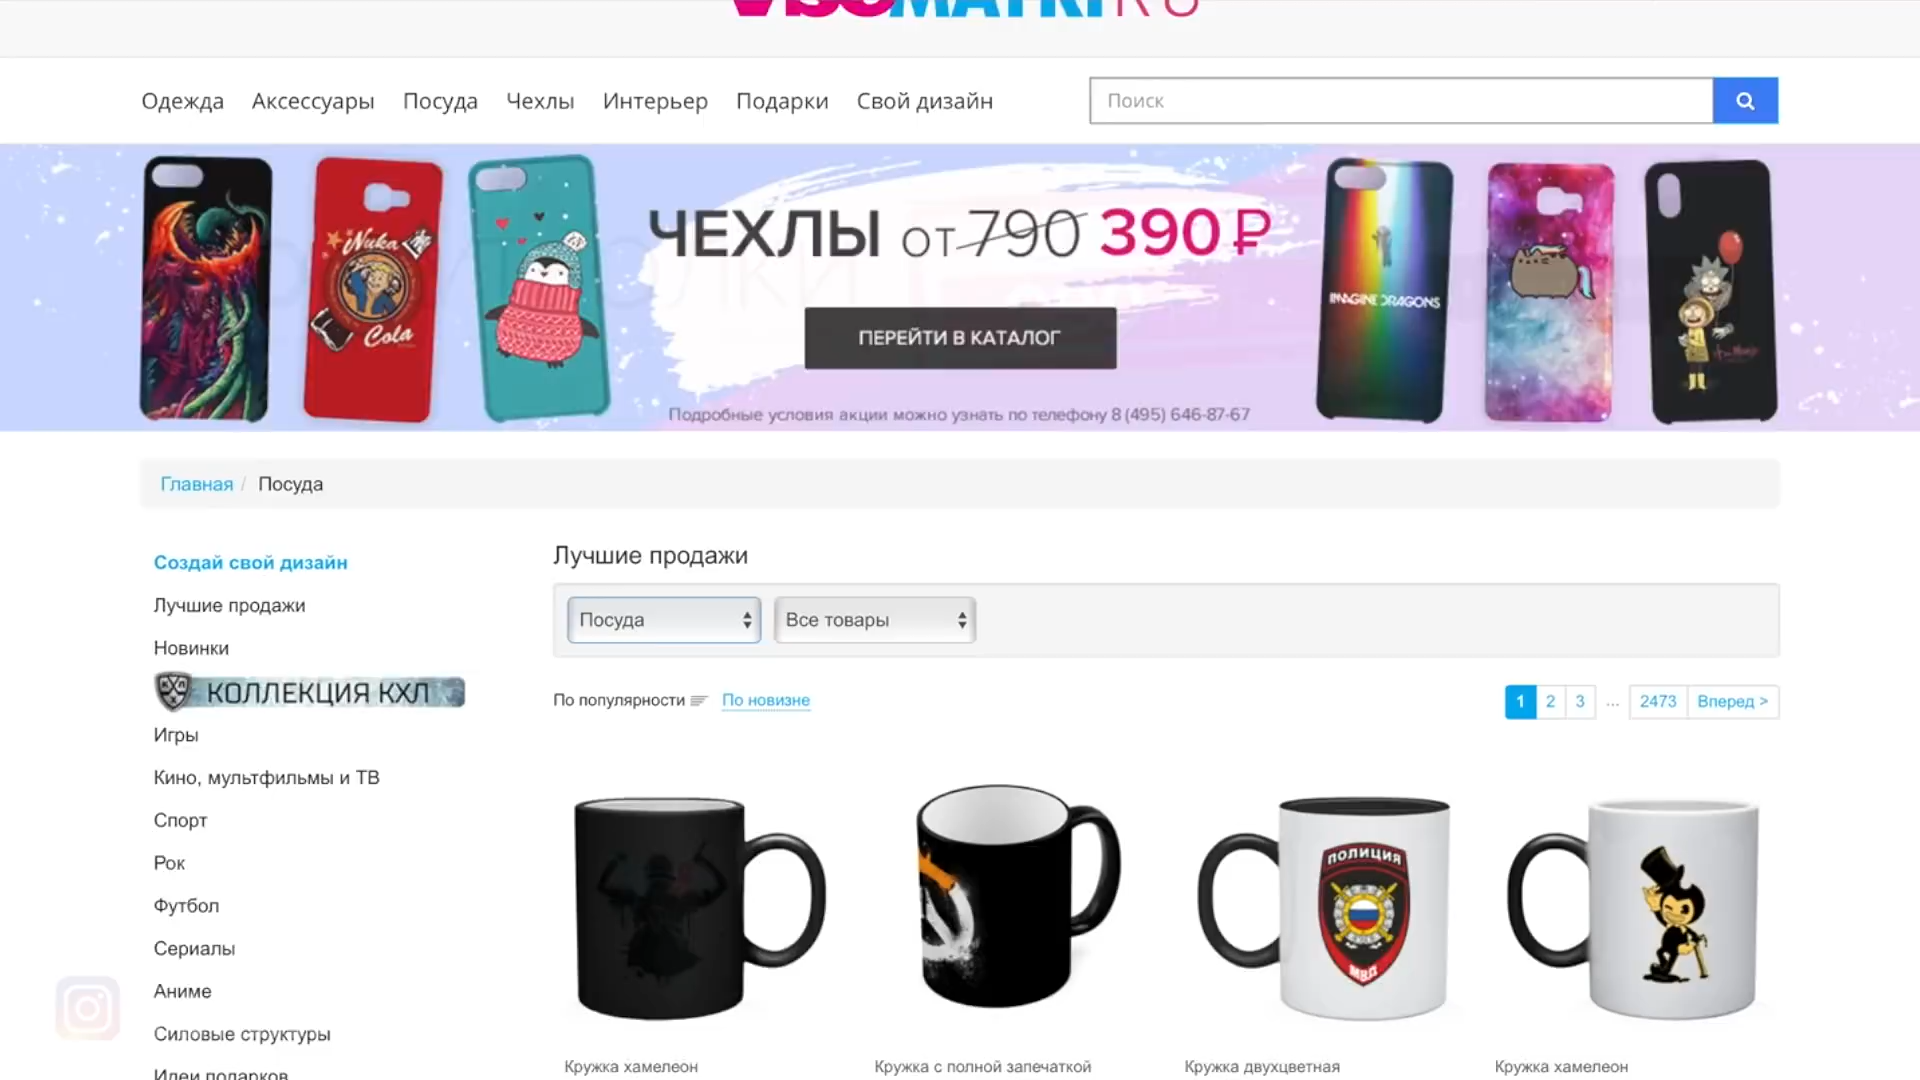 Одежда Аксессуары Посуда Чехлы Интерьер Подарки Свой дизайн
Поиск
Nuka
Cola
ЧЕХЛЫ от 790 390 ₽
ПЕРЕЙТИ В КАТАЛОГ
Подробные условия акции можно узнать по телефону 8 (495) 646-87-67
IMAGINE DRAGONS
Главная / Посуда
Создай свой дизайн
Лучшие продажи
Новинки
КОЛЛЕКЦИЯ КХЛ
Игры
Кино, мультфильмы и ТВ
Спорт
Рок
Футбол
Сериалы
Аниме
Силовые структуры
Идеи подарков
Лучшие продажи
Посуда
Все товары
По популярности По новизне
1 2 3 ... 2473 Вперед >
ПОЛИЦИЯ
МВД
Кружка хамелеон
Кружка с полной запечаткой
Кружка двухцветная
Кружка хамелеон